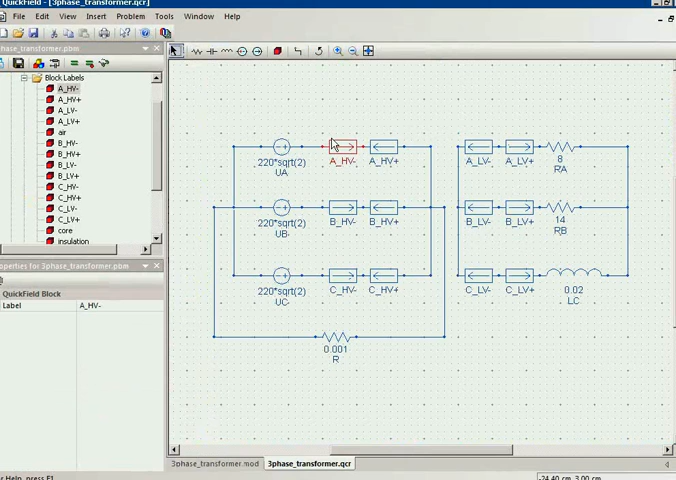 QuickField - [3phase_transformer.qcr]
File Edit View Insert Problem Tools Window Help
3phase_transformer.pbm
Block Labels
A_HV-
A_HV+
A_LV-
A_LV+
air
B_HV-
B_HV+
B_LV-
B_LV+
C_HV-
C_HV+
C_LV-
C_LV+
core
insulation
operties for 3phase_transformer.pbm
QuickField Block
Label A_HV-
220*sqrt(2)
UA
A_HV-
A_HV+
A_LV-
A_LV+
8
RA
220*sqrt(2)
UB
B_HV-
B_HV+
B_LV-
B_LV+
14
RB
220*sqrt(2)
UC
C_HV-
C_HV+
C_LV-
C_LV+
0.02
LC
0.001
R
3phase_transformer.mod 3phase_transformer.qcr
r Help, press F1
-24.40 cm, 3.00 cm